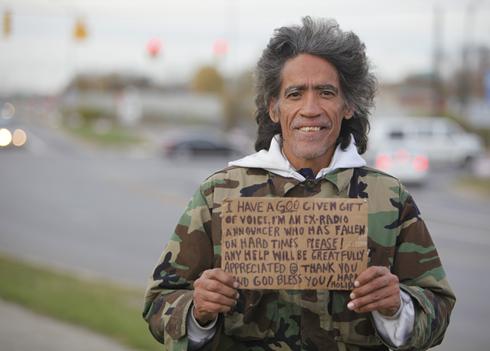 I HAVE A GOD GIVEN GIFT
OF VOICE. I'M AN EX-RADIO
ANNOUNCER WHO HAS FALLEN
ON HARD TIMES PLEASE!
ANY HELP WILL BE GREATFULLY
APPRECIATED @ THANK YOU
AND GOD BLESS YOU! HAPPY
HOLIDAY